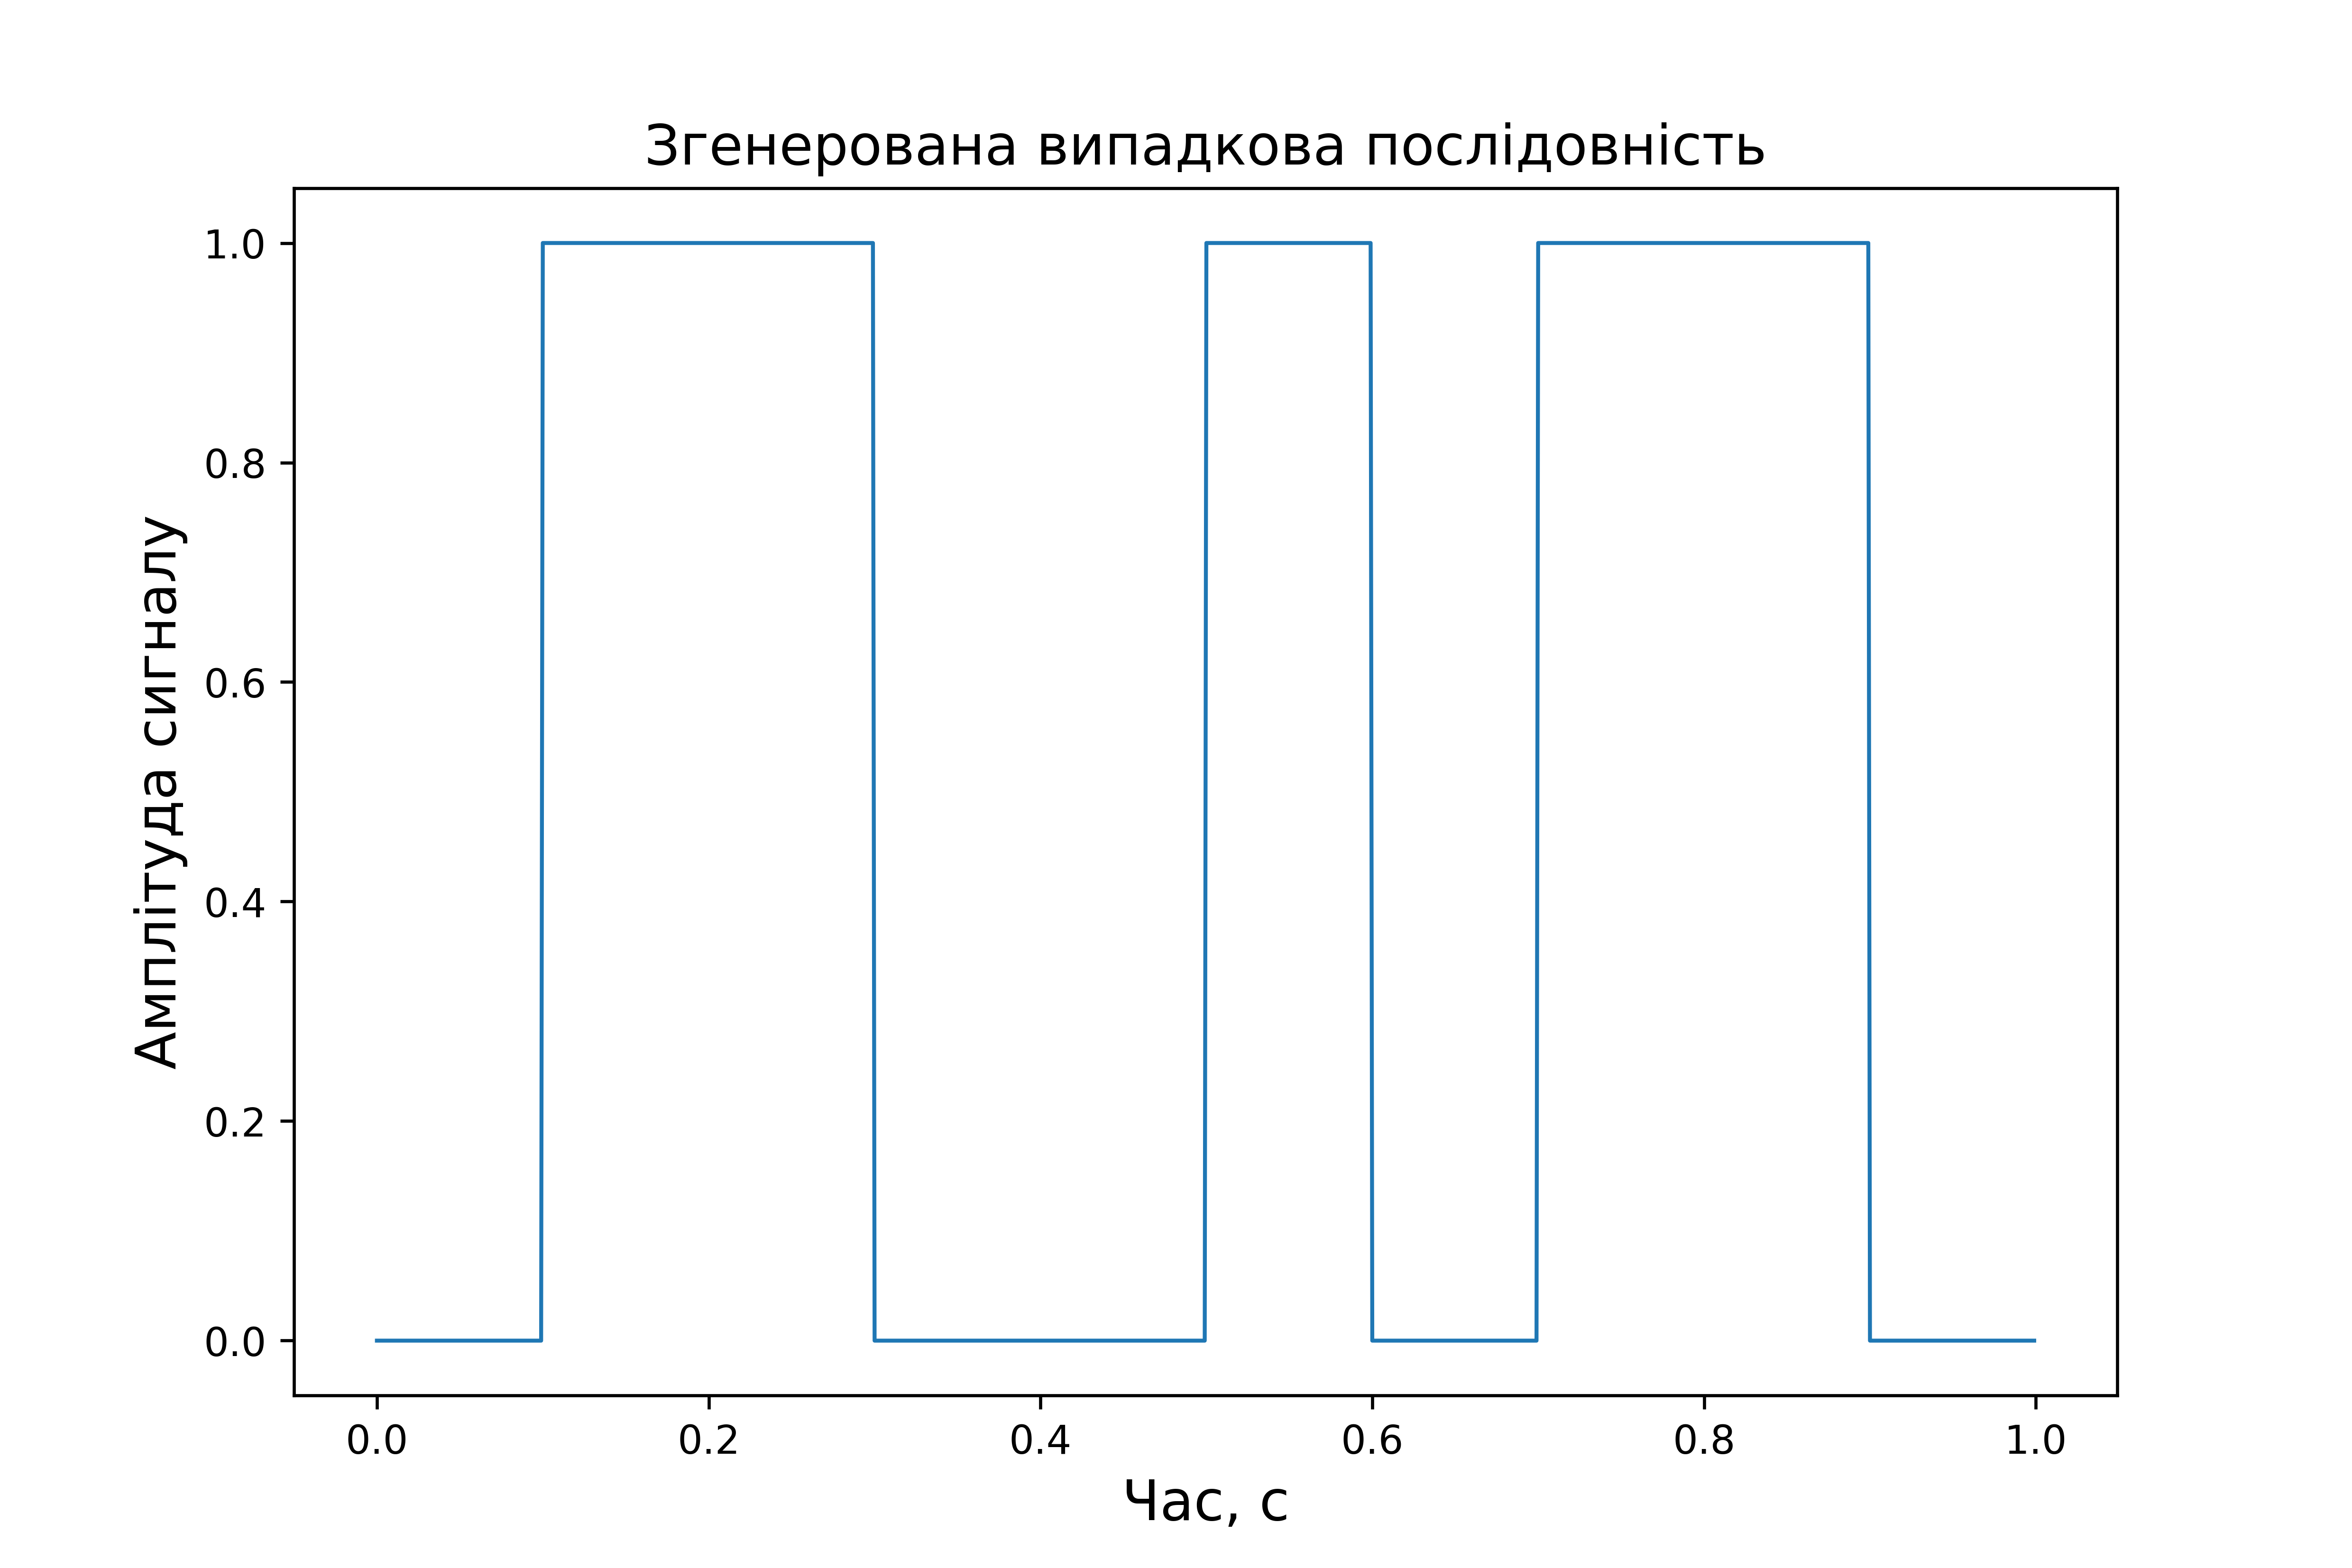 Згенерована випадкова послідовність
Амплітуда сигналу
1.0
0.8
0.6
0.4
0.2
0.0
0.0 0.2 0.4 0.6 0.8 1.0
Час, с